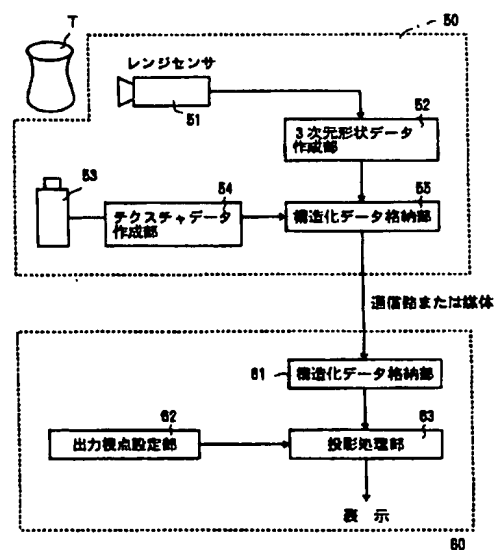 T
50
レンジセンサ
51
52
3次元形状データ
作成部
53
54
テクスチャデータ
作成部
55
構造化データ格納部
通信路または媒体
61
構造化データ格納部
62
出力視点設定部
63
投影処理部
表 示
60